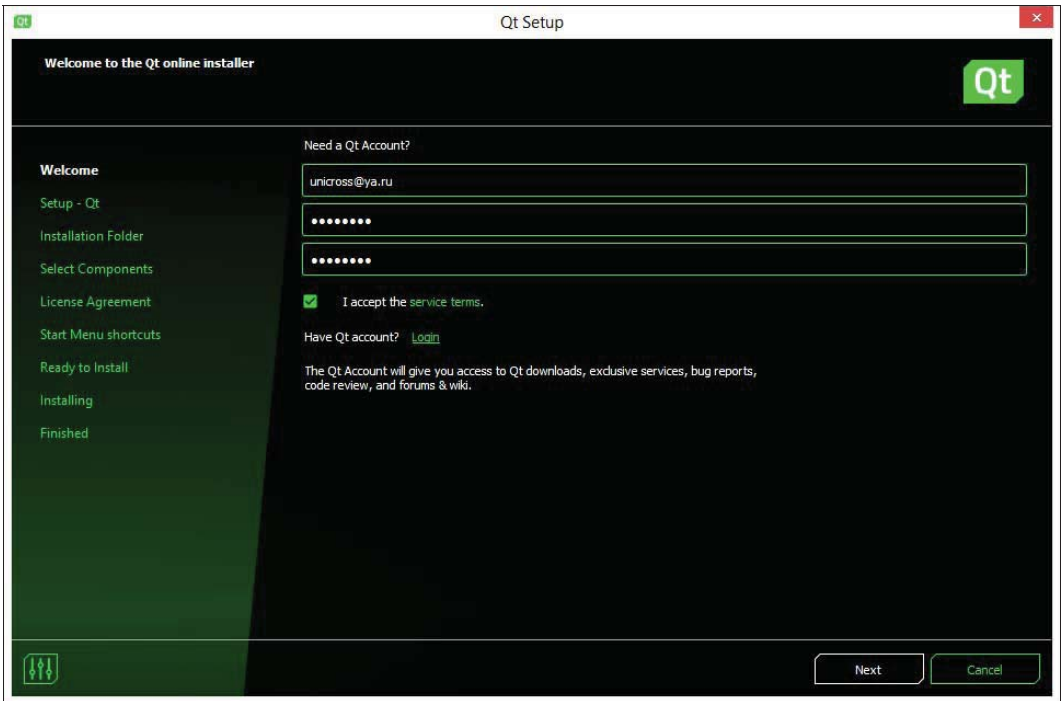 Qt
Qt Setup
Welcome to the Qt online installer
Qt
Welcome
Setup - Qt
Installation Folder
Select Components
License Agreement
Start Menu shortcuts
Ready to Install
Installing
Finished
Need a Qt Account?
unicross@ya.ru
••••••••
••••••••
I accept the service terms.
Have Qt account? Login
The Qt Account will give you access to Qt downloads, exclusive services, bug reports,
code review, and forums & wiki.
Next
Cancel